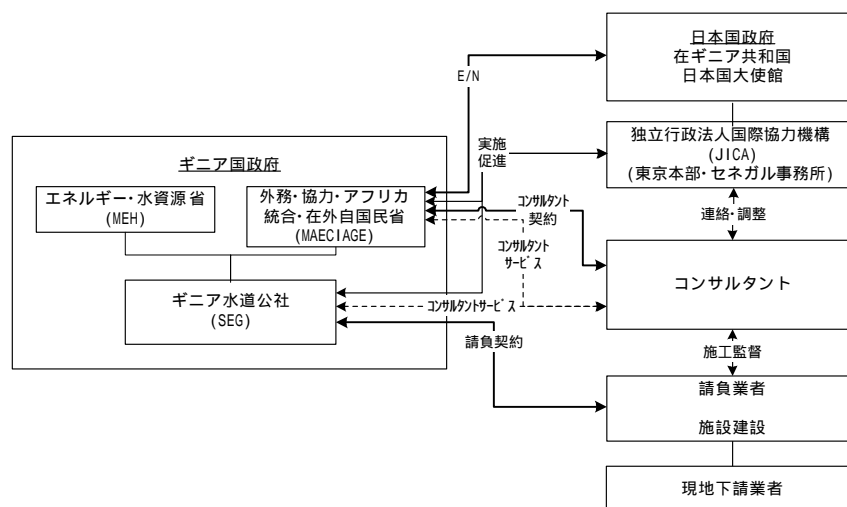 日本国政府
在ギニア共和国
日本国大使館
E/N
独立行政法人国際協力機構
(JICA)
(東京本部・セネガル事務所)
実施
促進
ギニア国政府
エネルギー・水資源省
(MEH)
外務・協力・アフリカ
統合・在外自国民省
(MAECIAGE)
コンサルタント
契約
連絡・調整
コンサルタント
サービス
コンサルタント
ギニア水道公社
(SEG)
コンサルタントサービス
請負契約
施工監督
請負業者
施設建設
現地下請業者